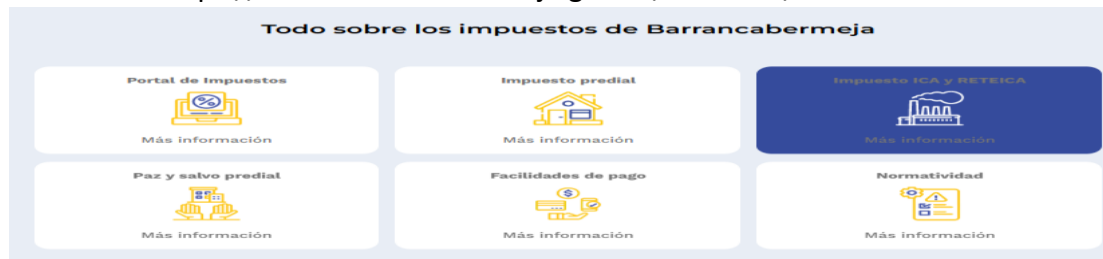 Todo sobre los impuestos de Barrancabermeja
Portal de Impuestos
Más información
Impuesto predial
Más información
Impuesto ICA y RETEICA
Más información
Paz y salvo predial
Más información
Facilidades de pago
Más información
Normatividad
Más información